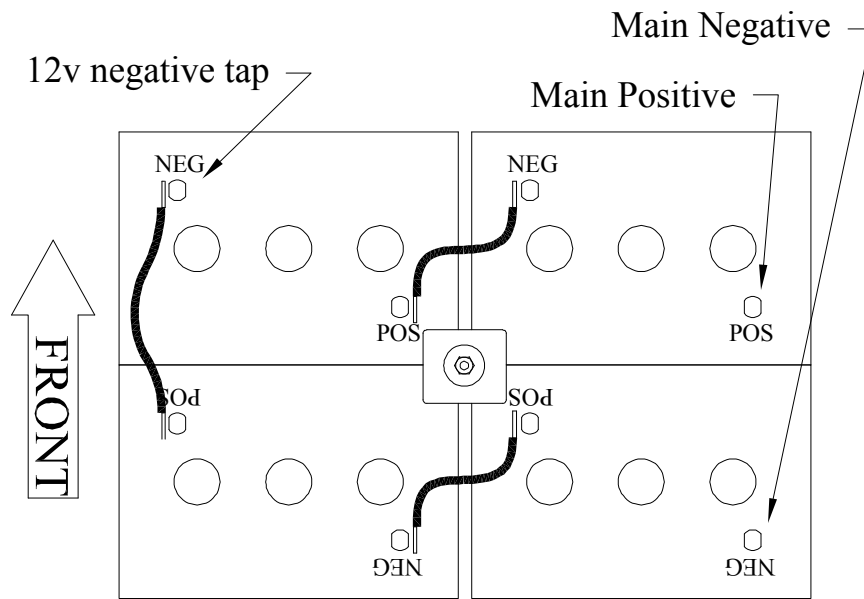 Main Negative
12v negative tap
Main Positive
NEG
NEG
POS
POS
FRONT
POS
POS
NEG
NEG